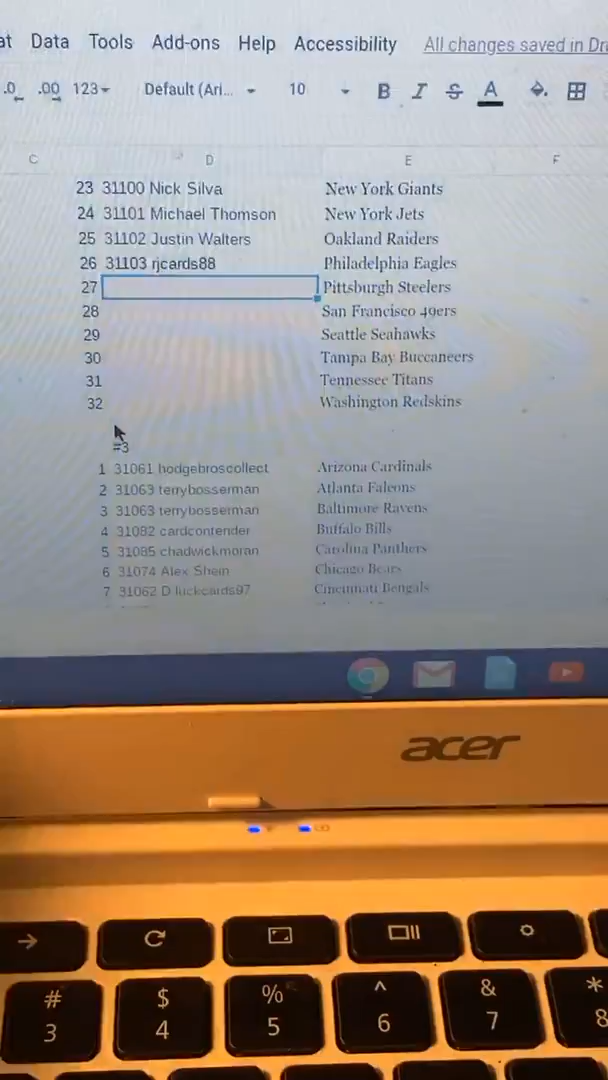 at Data Tools Add-ons Help Accessibility All changes saved in Dr
.0 .00 123 Default (Ari... 10 B I S A
C D E F
23 31100 Nick Silva New York Giants
24 31101 Michael Thomson New York Jets
25 31102 Justin Walters Oakland Raiders
26 31103 rjcards88 Philadelphia Eagles
27 Pittsburgh Steelers
28 San Francisco 49ers
29 Seattle Seahawks
30 Tampa Bay Buccaneers
31 Tennessee Titans
32 Washington Redskins
=3
1 31061 hodgebroscollect Arizona Cardinals
2 31063 terrybosserman Atlanta Falcons
3 31063 terrybosserman Baltimore Ravens
4 31082 cardcontender Buffalo Bills
5 31085 chadwickmoran Carolina Panthers
6 31074 Alex Shein Chicago Bears
7 31062 D luckcards97 Cincinnati Bengals
acer
# $ % ^ & *
3 4 5 6 7 8